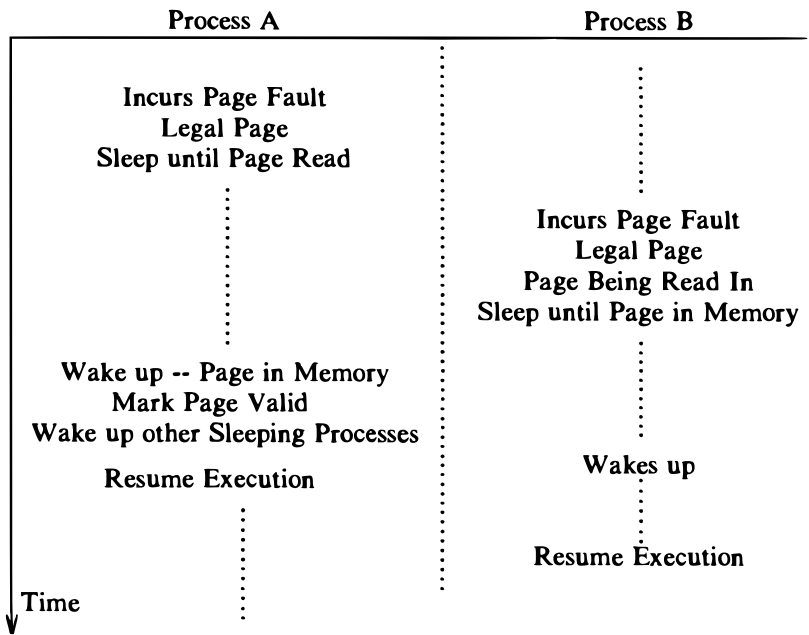 Process A
Process B
Incurs Page Fault
Legal Page
Sleep until Page Read
Incurs Page Fault
Legal Page
Page Being Read In
Sleep until Page in Memory
Wake up -- Page in Memory
Mark Page Valid
Wake up other Sleeping Processes
Resume Execution
Wakes up
Resume Execution
Time